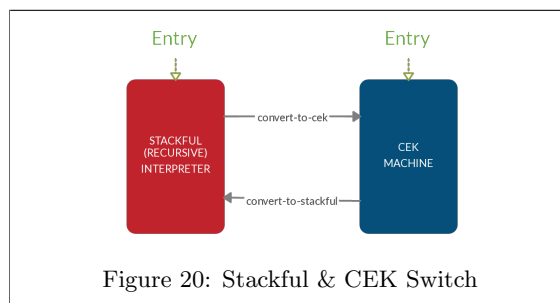 Entry
Entry
STACKFUL
(RECURSIVE)
INTERPRETER
convert-to-cek
CEK
MACHINE
convert-to-stackful
Figure 20: Stackful & CEK Switch